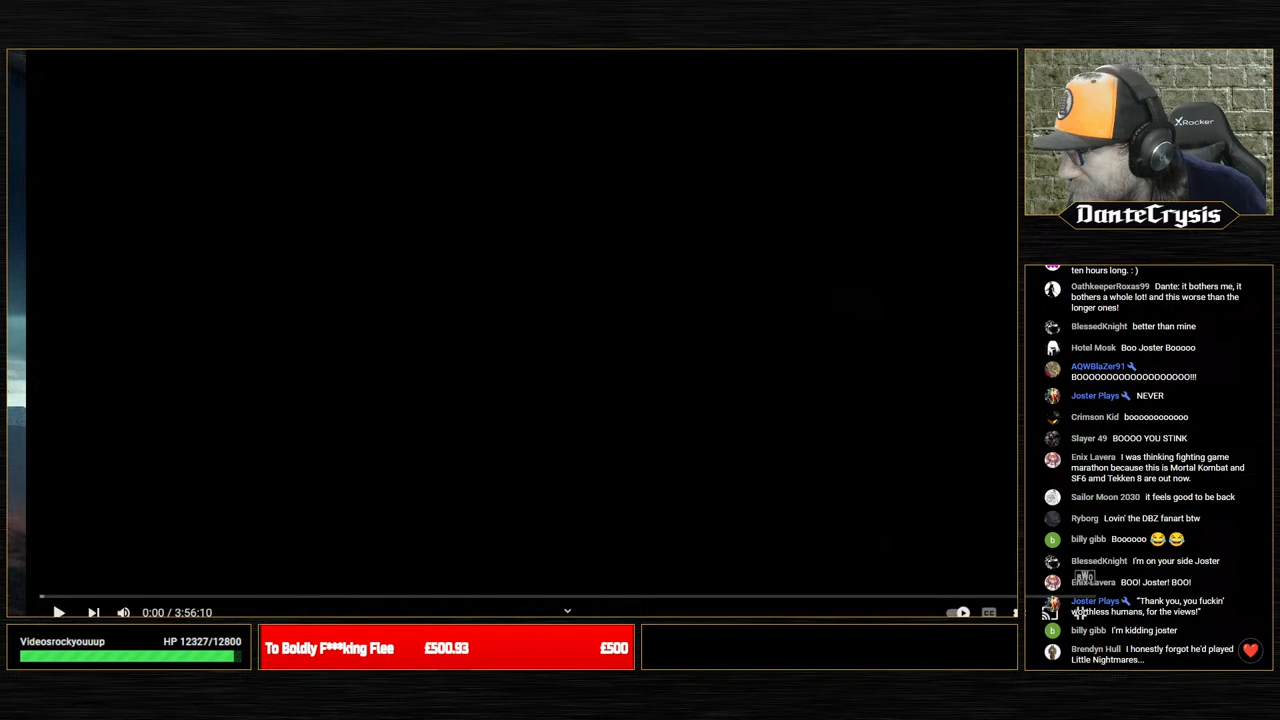 XRocker
DanteCrysis
ten hours long. : )
OathkeeperRoxas99 Dante: it bothers me, it
bothers a whole lot! and this worse than the
longer ones!
BlessedKnight better than mine
Hotel Mosk Boo Joster Booooo
AQWBlaZer91
BOOOOOOOOOOOOOOOOOOO!!!
Joster Plays NEVER
Crimson Kid boooooooooooo
Slayer 49 BOOOO YOU STINK
Enix Lavera I was thinking fighting game
marathon because this is Mortal Kombat and
SF6 amd Tekken 8 are out now.
Sailor Moon 2030 it feels good to be back
Ryborg Lovin' the DBZ fanart btw
b billy gibb Boooooo 😂 😂
BlessedKnight I'm on your side Joster
Enix Lavera BOO! Joster! BOO!
Joster Plays "Thank you, you fuckin'
worthless humans, for the views!"
b billy gibb I'm kidding joster
Brendyn Hull I honestly forgot he'd played
Little Nightmares...
0:00 / 3:56:10
CC
Videosrockyouuup HP 12327/12800
To Boldly F***king Flee £500.93 £500